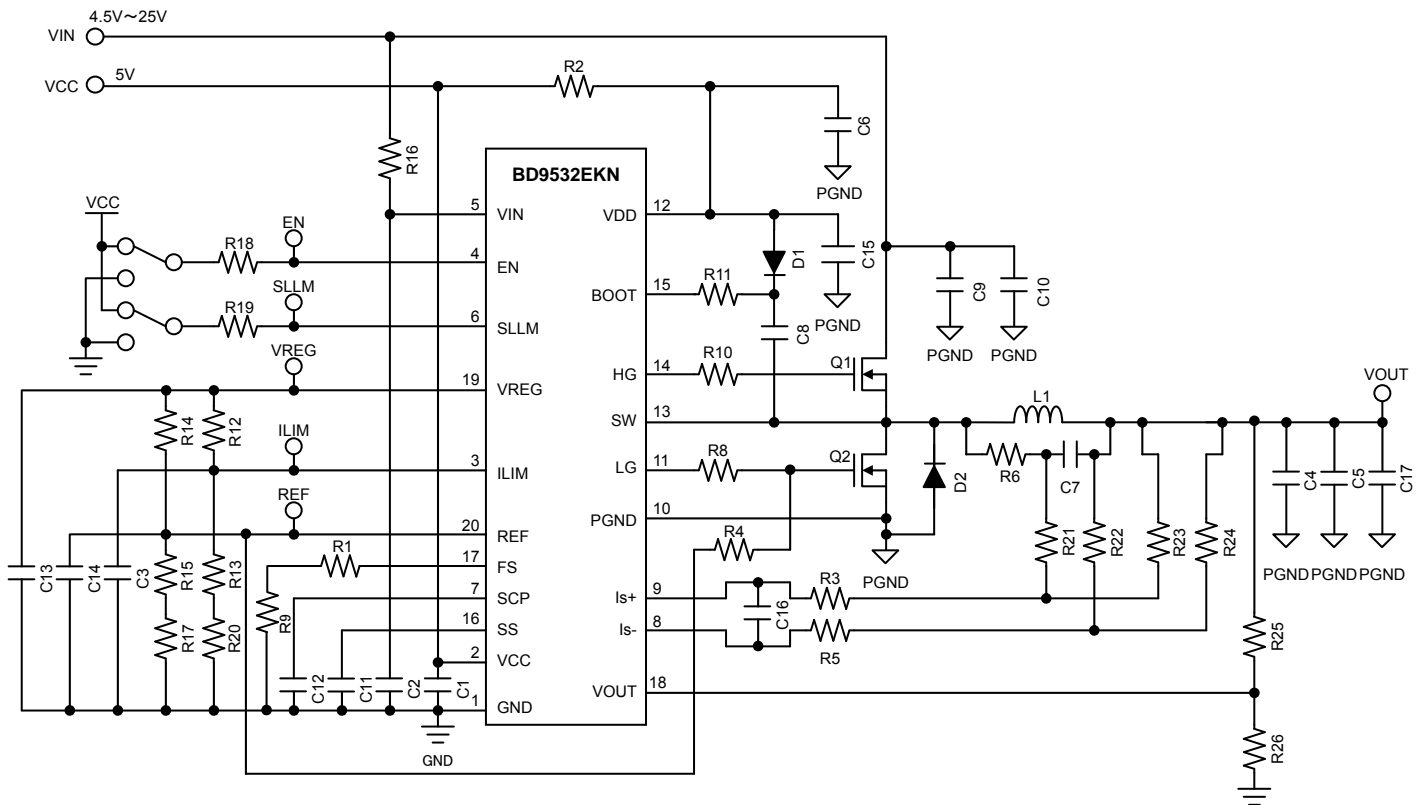 4.5V～25V
VIN
VCC
5V
R2
C6
PGND
R16
BD9532EKN
VCC
5
VIN
VDD
12
EN
R18
4
EN
D1
C15
SLLM
R11
BOOT
15
C9
C10
R19
6
SLLM
PGND
C8
PGND
PGND
VREG
R10
Q1
HG
14
19
VREG
L1
VOUT
R14
R12
SW
13
ILIM
R8
Q2
LG
11
3
ILIM
D2
R6
C7
C4
C5
C17
REF
PGND
10
20
REF
R4
R21
R22
R23
R24
R1
17
FS
PGND
PGND
PGND
PGND
C13
C14
C3
R15
R13
7
SCP
Is+
9
R3
C16
R9
16
SS
Is-
8
R5
R25
R17
R20
2
VCC
C12
C11
C2
C1
VOUT
18
1
GND
R26
GND